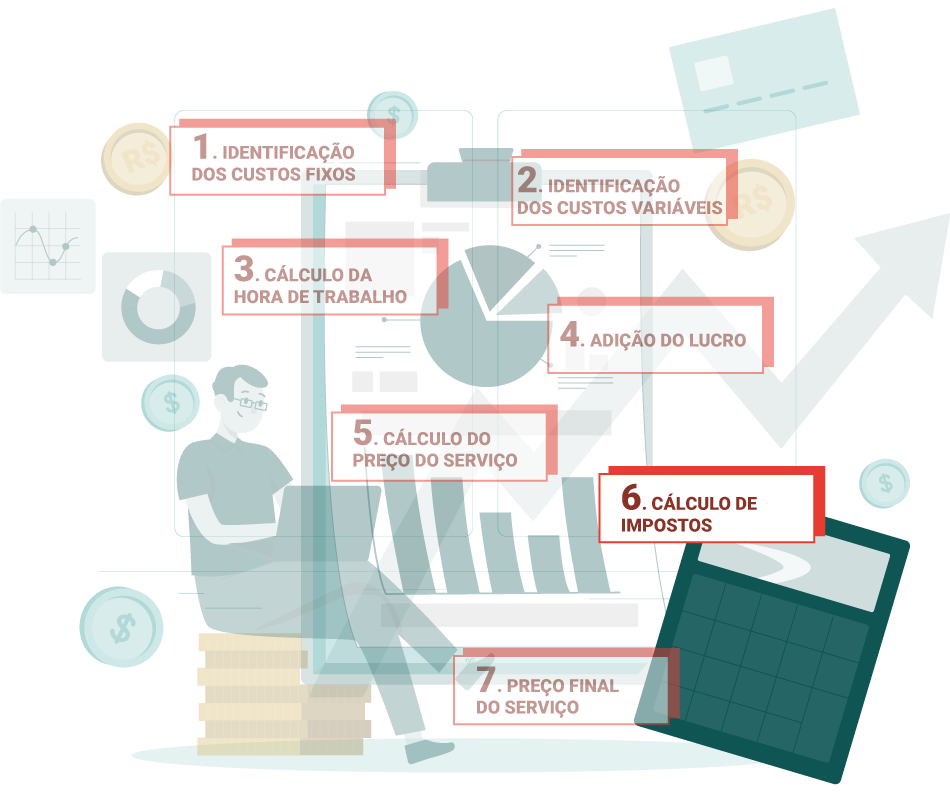 $
R$
1. IDENTIFICAÇÃO
DOS CUSTOS FIXOS
2. IDENTIFICAÇÃO
DOS CUSTOS VARIÁVEIS
R$
3. CÁLCULO DA
HORA DE TRABALHO
4. ADIÇÃO DO LUCRO
$
5. CÁLCULO DO
PREÇO DO SERVIÇO
6. CÁLCULO DE
IMPOSTOS
$
$
7. PREÇO FINAL
DO SERVIÇO